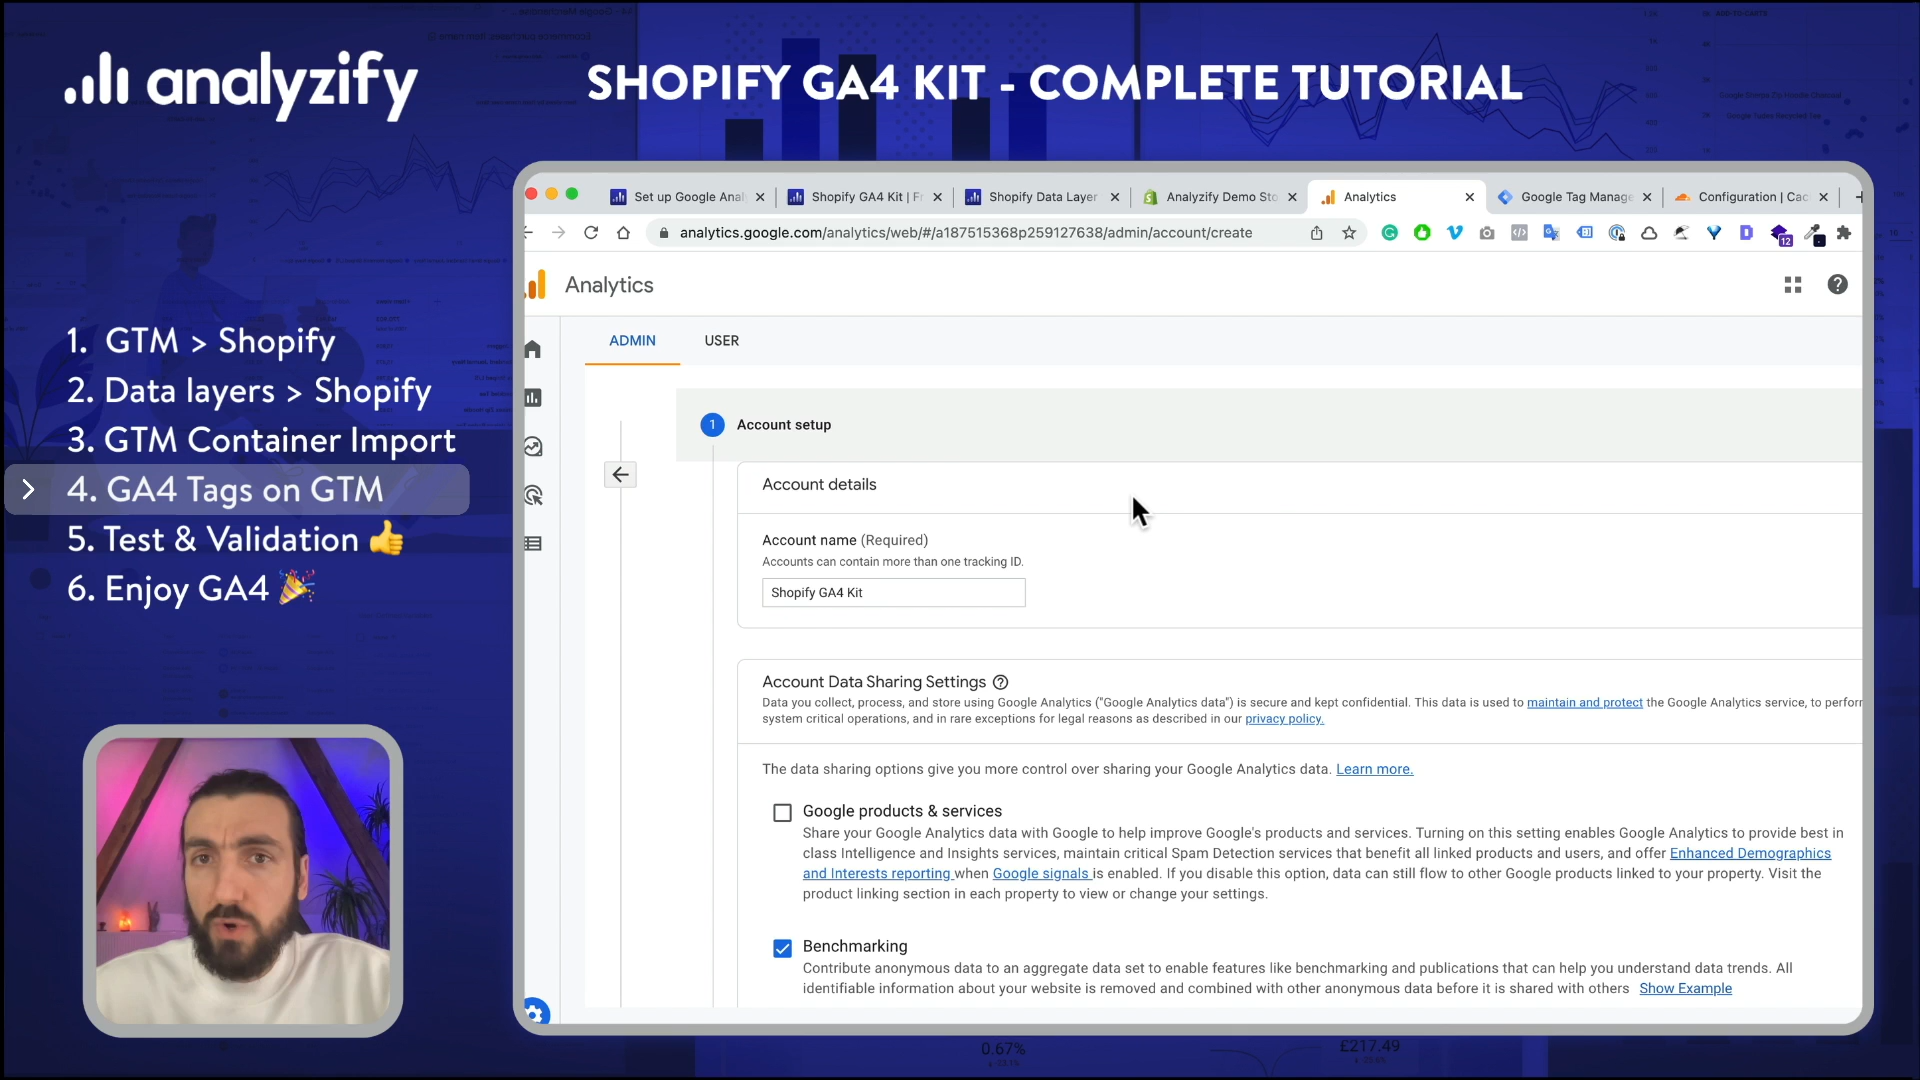 analyzify
SHOPIFY GA4 KIT - COMPLETE TUTORIAL
1. GTM > Shopify
2. Data layers > Shopify
3. GTM Container Import
4. GA4 Tags on GTM
5. Test & Validation 👍
6. Enjoy GA4 🎉
Set up Google Anal
Shopify GA4 Kit | Fr
Shopify Data Layer
Analyzify Demo Sto
Analytics
Google Tag Manage
Configuration | Cac
analytics.google.com/analytics/web/#/a187515368p259127638/admin/account/create
12
Analytics
ADMIN
USER
1 Account setup
Account details
Account name (Required)
Accounts can contain more than one tracking ID.
Shopify GA4 Kit
Account Data Sharing Settings
Data you collect, process, and store using Google Analytics ("Google Analytics data") is secure and kept confidential. This data is used to maintain and protect the Google Analytics service, to perform
system critical operations, and in rare exceptions for legal reasons as described in our privacy policy.
The data sharing options give you more control over sharing your Google Analytics data. Learn more.
Google products & services
Share your Google Analytics data with Google to help improve Google's products and services. Turning on this setting enables Google Analytics to provide best in
class Intelligence and Insights services, maintain critical Spam Detection services that benefit all linked products and users, and offer Enhanced Demographics
and Interests reporting when Google signals is enabled. If you disable this option, data can still flow to other Google products linked to your property. Visit the
product linking section in each property to view or change your settings.
Benchmarking
Contribute anonymous data to an aggregate data set to enable features like benchmarking and publications that can help you understand data trends. All
identifiable information about your website is removed and combined with other anonymous data before it is shared with others Show Example
0.67%
£217.49